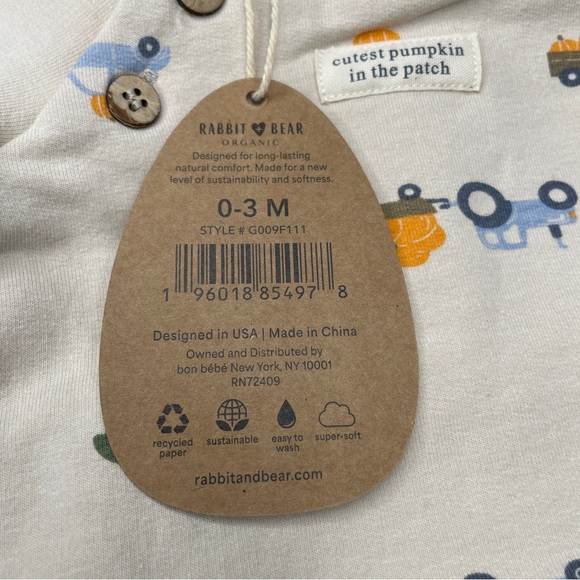 cutest pumpkin
in the patch
RABBIT & BEAR
ORGANIC
Designed for long-lasting
natural comfort. Made for a new
level of sustainability and softness.
0-3 M
STYLE # G009F111
1 96018 85497 8
Designed in USA | Made in China
Owned and Distributed by
bon bébé New York, NY 10001
RN72409
recycled paper
sustainable
easy to wash
super-soft
rabbitandbear.com